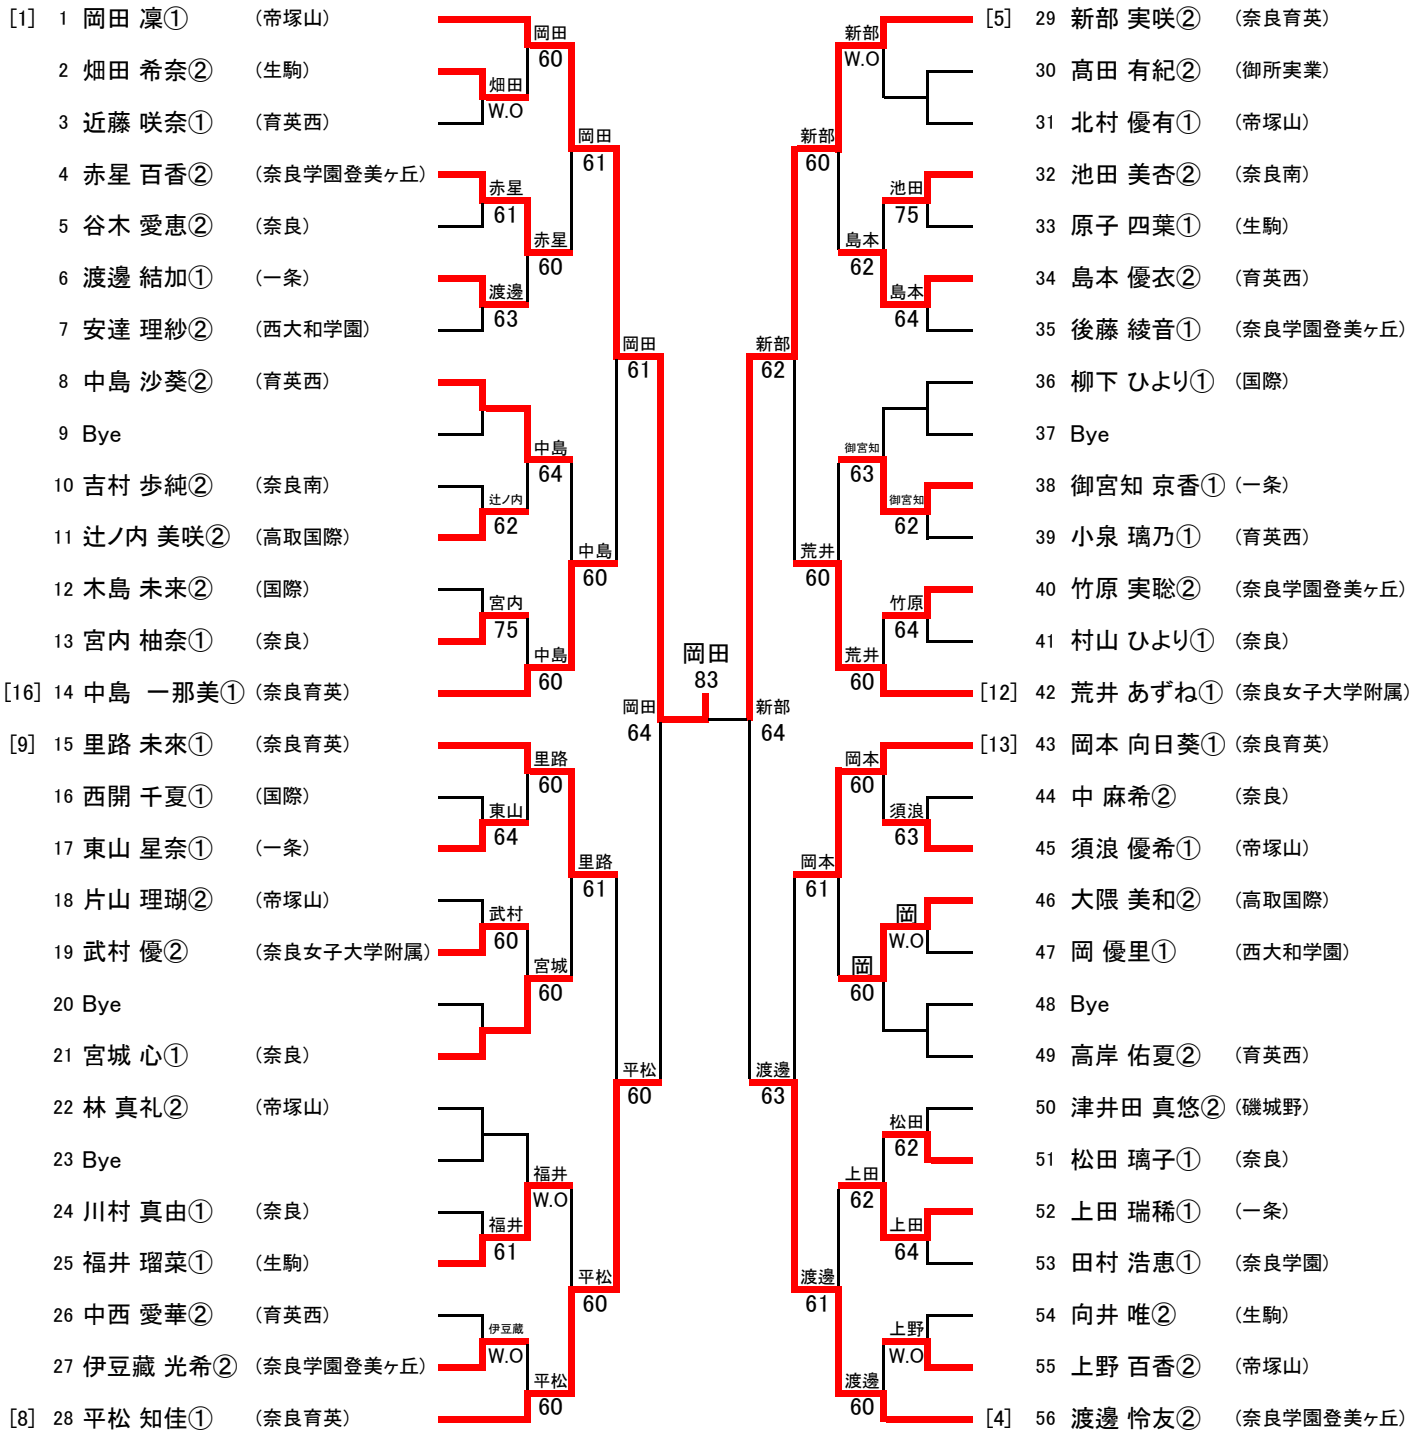 [1] 1 岡田 凜① (帝塚山)
2 畑田 希奈② (生駒)
3 近藤 咲奈① (育英西)
4 赤星 百香② (奈良学園登美ヶ丘)
5 谷木 愛恵② (奈良)
6 渡邊 結加① (一条)
7 安達 理紗② (西大和学園)
8 中島 沙葵② (育英西)
9 Bye
10 吉村 歩純② (奈良南)
11 辻ノ内 美咲② (高取国際)
12 木島 未来② (国際)
13 宮内 柚奈① (奈良)
[16] 14 中島 一那美① (奈良育英)
[9] 15 里路 未來① (奈良育英)
16 西開 千夏① (国際)
17 東山 星奈① (一条)
18 片山 理瑚② (帝塚山)
19 武村 優② (奈良女子大学附属)
20 Bye
21 宮城 心① (奈良)
22 林 真礼② (帝塚山)
23 Bye
24 川村 真由① (奈良)
25 福井 瑠菜① (生駒)
26 中西 愛華② (育英西)
27 伊豆藏 光希② (奈良学園登美ヶ丘)
[8] 28 平松 知佳① (奈良育英)
畑田
W.O
赤星
61
渡邊
63
辻ノ内
62
宮内
75
東山
64
武村
60
福井
61
伊豆蔵
W.O
岡田
60
赤星
60
中島
64
中島
60
里路
60
宮城
60
福井
W.O
平松
60
岡田
61
中島
60
里路
61
平松
60
岡田
61
平松
60
岡田
64
岡田
83
新部
64
新部
62
渡邊
63
新部
60
荒井
60
岡本
61
渡邊
61
新部
W.O
島本
62
御宮知
63
荒井
60
岡本
60
岡
60
上田
62
渡邊
60
池田
75
島本
64
御宮知
62
竹原
64
須浪
63
岡
W.O
松田
62
上田
64
上野
W.O
[5] 29 新部 実咲② (奈良育英)
30 髙田 有紀② (御所実業)
31 北村 優有① (帝塚山)
32 池田 美杏② (奈良南)
33 原子 四葉① (生駒)
34 島本 優衣② (育英西)
35 後藤 綾音① (奈良学園登美ヶ丘)
36 柳下 ひより① (国際)
37 Bye
38 御宮知 京香① (一条)
39 小泉 璃乃① (育英西)
40 竹原 実聡② (奈良学園登美ヶ丘)
41 村山 ひより① (奈良)
[12] 42 荒井 あずね① (奈良女子大学附属)
[13] 43 岡本 向日葵① (奈良育英)
44 中 麻希② (奈良)
45 須浪 優希① (帝塚山)
46 大隈 美和② (高取国際)
47 岡 優里① (西大和学園)
48 Bye
49 高岸 佑夏② (育英西)
50 津井田 真悠② (磯城野)
51 松田 璃子① (奈良)
52 上田 瑞稀① (一条)
53 田村 浩恵① (奈良学園)
54 向井 唯② (生駒)
55 上野 百香② (帝塚山)
[4] 56 渡邊 怜友② (奈良学園登美ヶ丘)